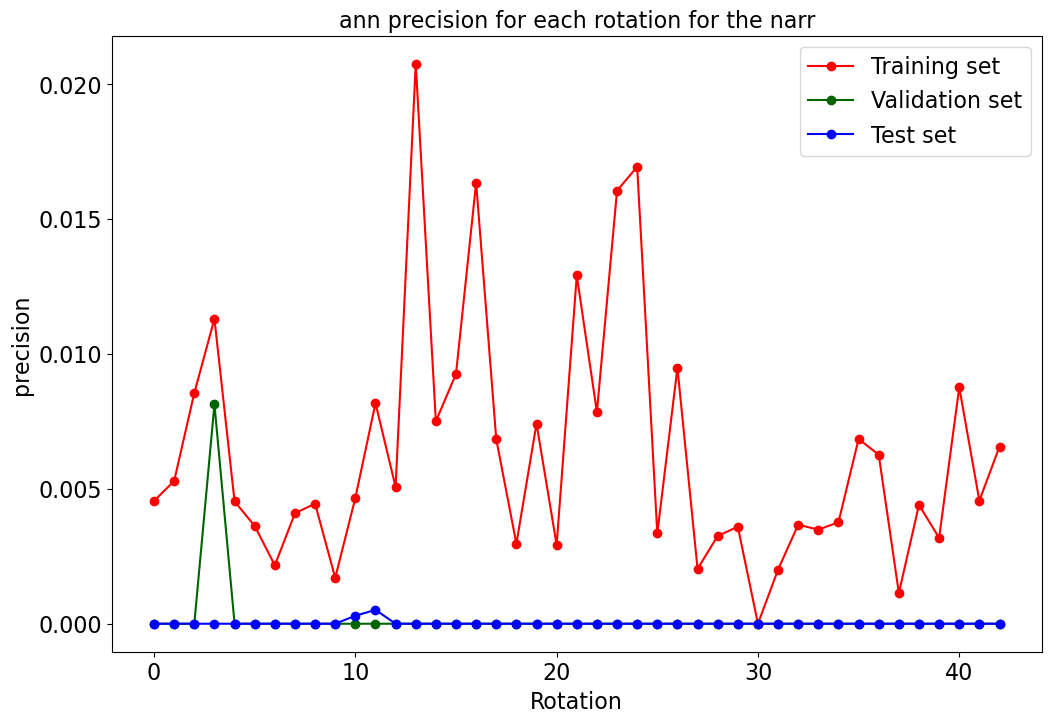 ann precision for each rotation for the narr
Training set
Validation set
Test set
precision
0.020
0.015
0.010
0.005
0.000
0
10
20
30
40
Rotation